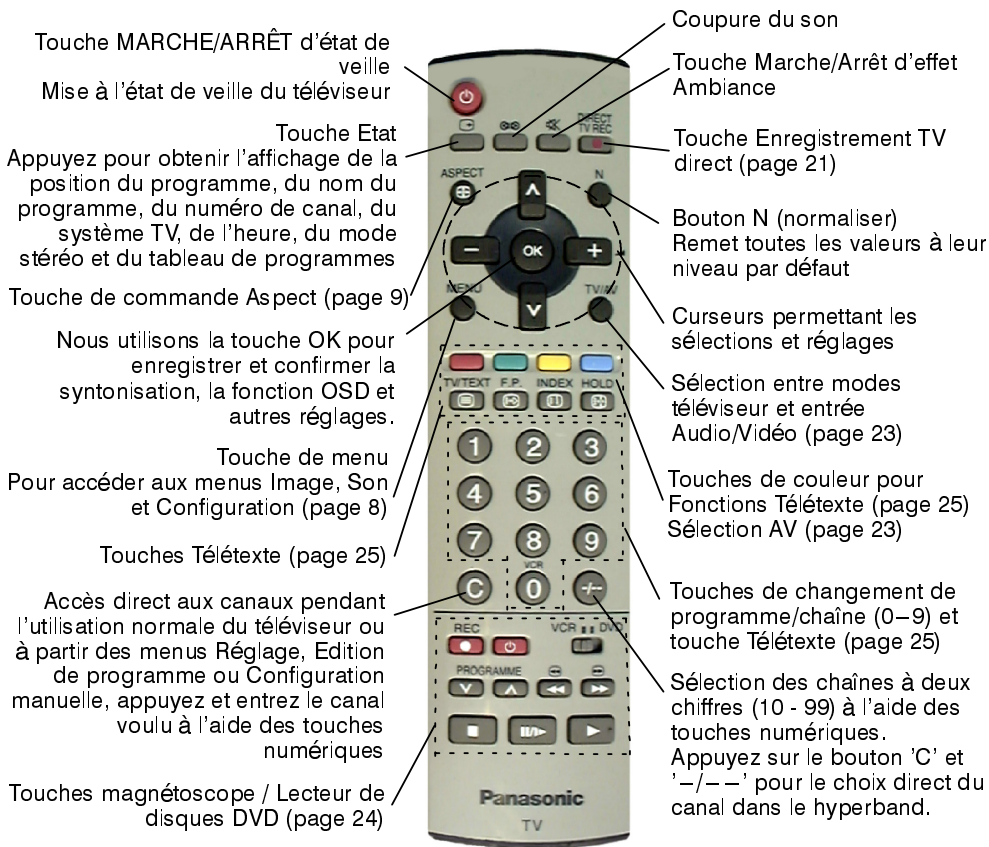 Touche MARCHE/ARRÊT d'état de
veille
Mise à l'état de veille du téléviseur
Touche Etat
Appuyez pour obtenir l'affichage de la
position du programme, du nom du
programme, du numéro de canal, du
système TV, de l'heure, du mode
stéréo et du tableau de programmes
Touche de commande Aspect (page 9)
Nous utilisons la touche OK pour
enregistrer et confirmer la
syntonisation, la fonction OSD et
autres réglages.
Touche de menu
Pour accéder aux menus Image, Son
et Configuration (page 8)
Touches Télétexte (page 25)
Accès direct aux canaux pendant
l'utilisation normale du téléviseur ou
à partir des menus Réglage, Edition
de programme ou Configuration
manuelle, appuyez et entrez le canal
voulu à l'aide des touches
numériques
Touches magnétoscope / Lecteur de
disques DVD (page 24)
DIRECT
TV REC
ASPECT
N
OK
MENU
TV/AV
TV/TEXT F.P. INDEX HOLD
1 2 3
4 5 6
7 8 9
VCR
C 0 -/--
REC
VCR DVD
PROGRAMME
Panasonic
TV
Coupure du son
Touche Marche/Arrêt d'effet
Ambiance
Touche Enregistrement TV
direct (page 21)
Bouton N (normaliser)
Remet toutes les valeurs à leur
niveau par défaut
Curseurs permettant les
sélections et réglages
Sélection entre modes
téléviseur et entrée
Audio/Vidéo (page 23)
Touches de couleur pour
Fonctions Télétexte (page 25)
Sélection AV (page 23)
Touches de changement de
programme/chaîne (0–9) et
touche Télétexte (page 25)
Sélection des chaînes à deux
chiffres (10 - 99) à l'aide des
touches numériques.
Appuyez sur le bouton 'C' et
'–/– –' pour le choix direct du
canal dans le hyperband.